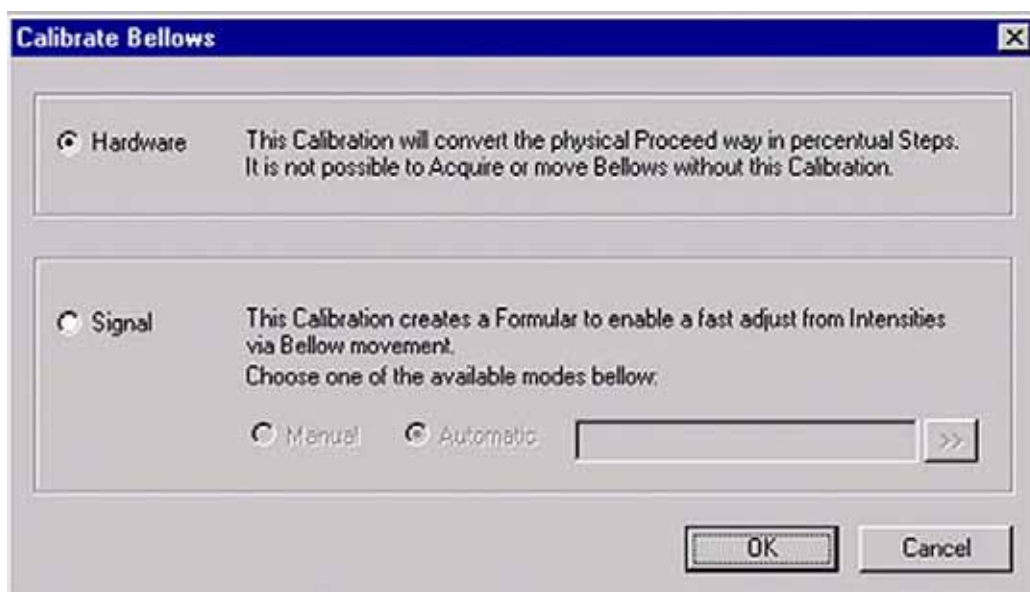 Calibrate Bellows
Hardware
This Calibration will convert the physical Proceed way in percentual Steps.
It is not possible to Acquire or move Bellows without this Calibration.
Signal
This Calibration creates a Formular to enable a fast adjust from Intensities
via Bellow movement.
Choose one of the available modes bellow:
Manual Automatic >>
OK Cancel